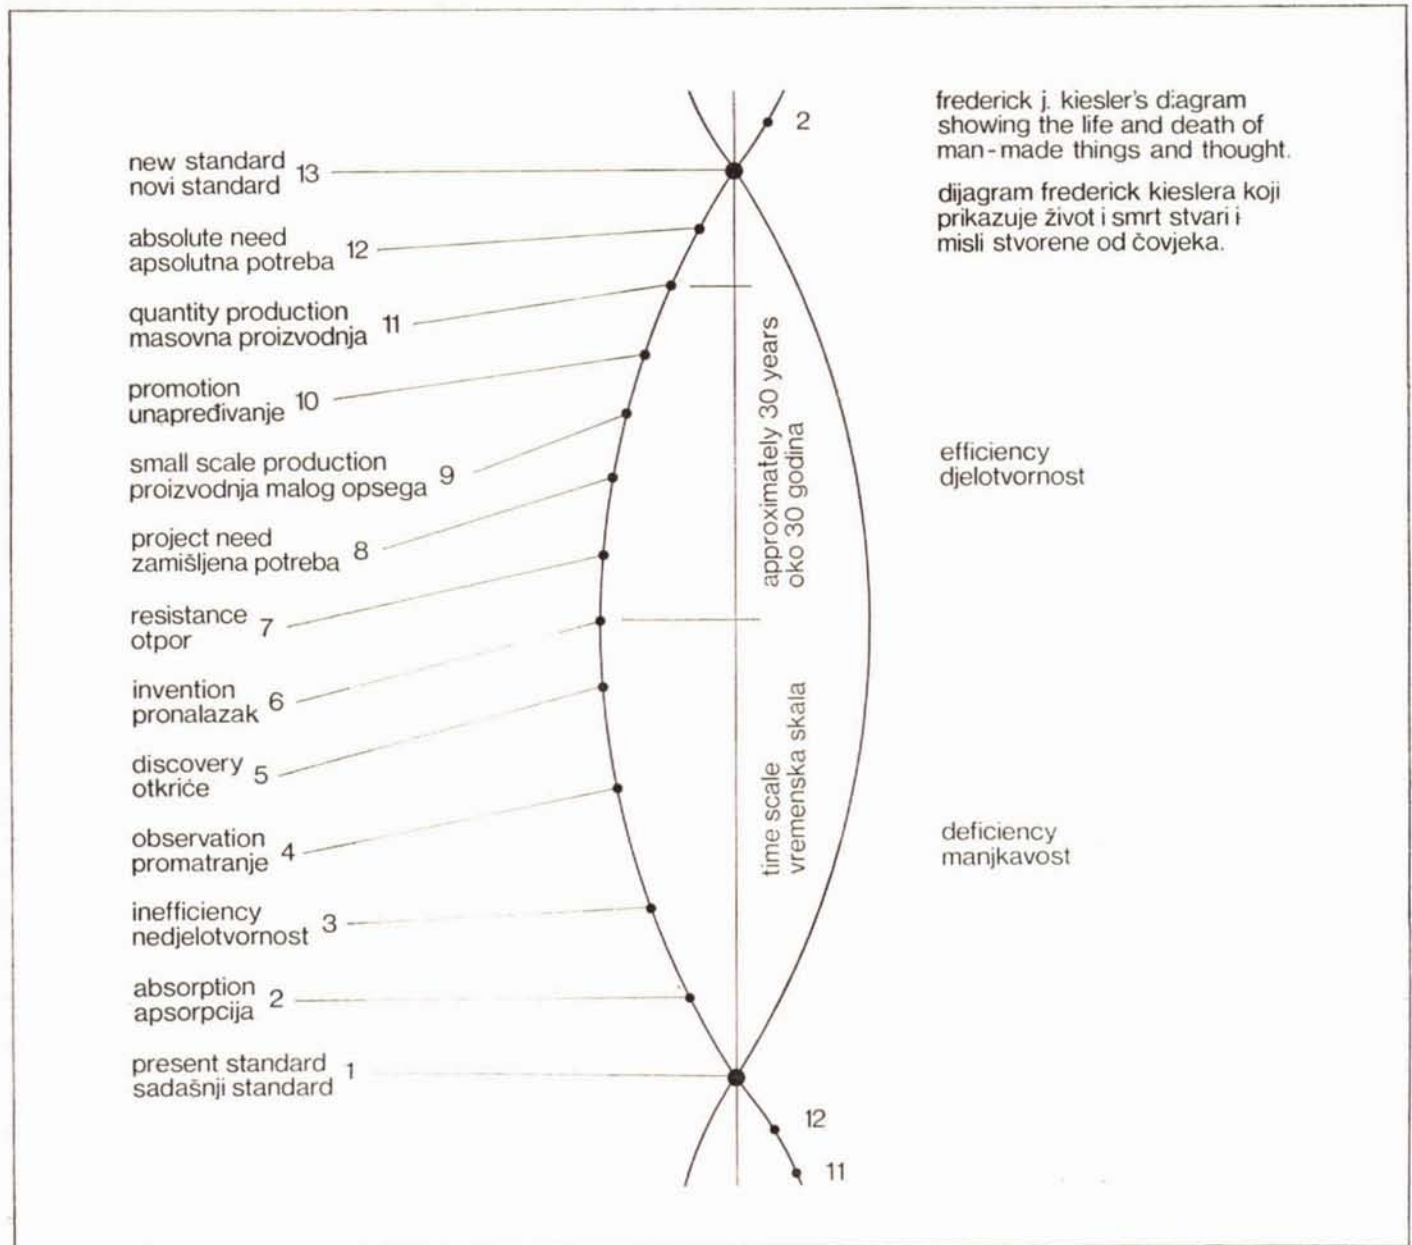 frederick j. kiesler's diagram
showing the life and death of
man-made things and thought.
dijagram frederick kieslera koji
prikazuje život i smrt stvari i
misli stvorene od čovjeka.
2
new standard
novi standard 13
absolute need
apsolutna potreba 12
quantity production
masovna proizvodnja 11
promotion
unapređivanje 10
small scale production
proizvodnja malog opsega 9
project need
zamišljena potreba 8
resistance
otpor 7
invention
pronalazak 6
discovery
otkriće 5
observation
promatranje 4
inefficiency
nedjelotvornost 3
absorption
apsorpcija 2
present standard
sadašnji standard 1
approximately 30 years
oko 30 godina
time scale
vremenska skala
efficiency
djelotvornost
deficiency
manjkavost
12
11